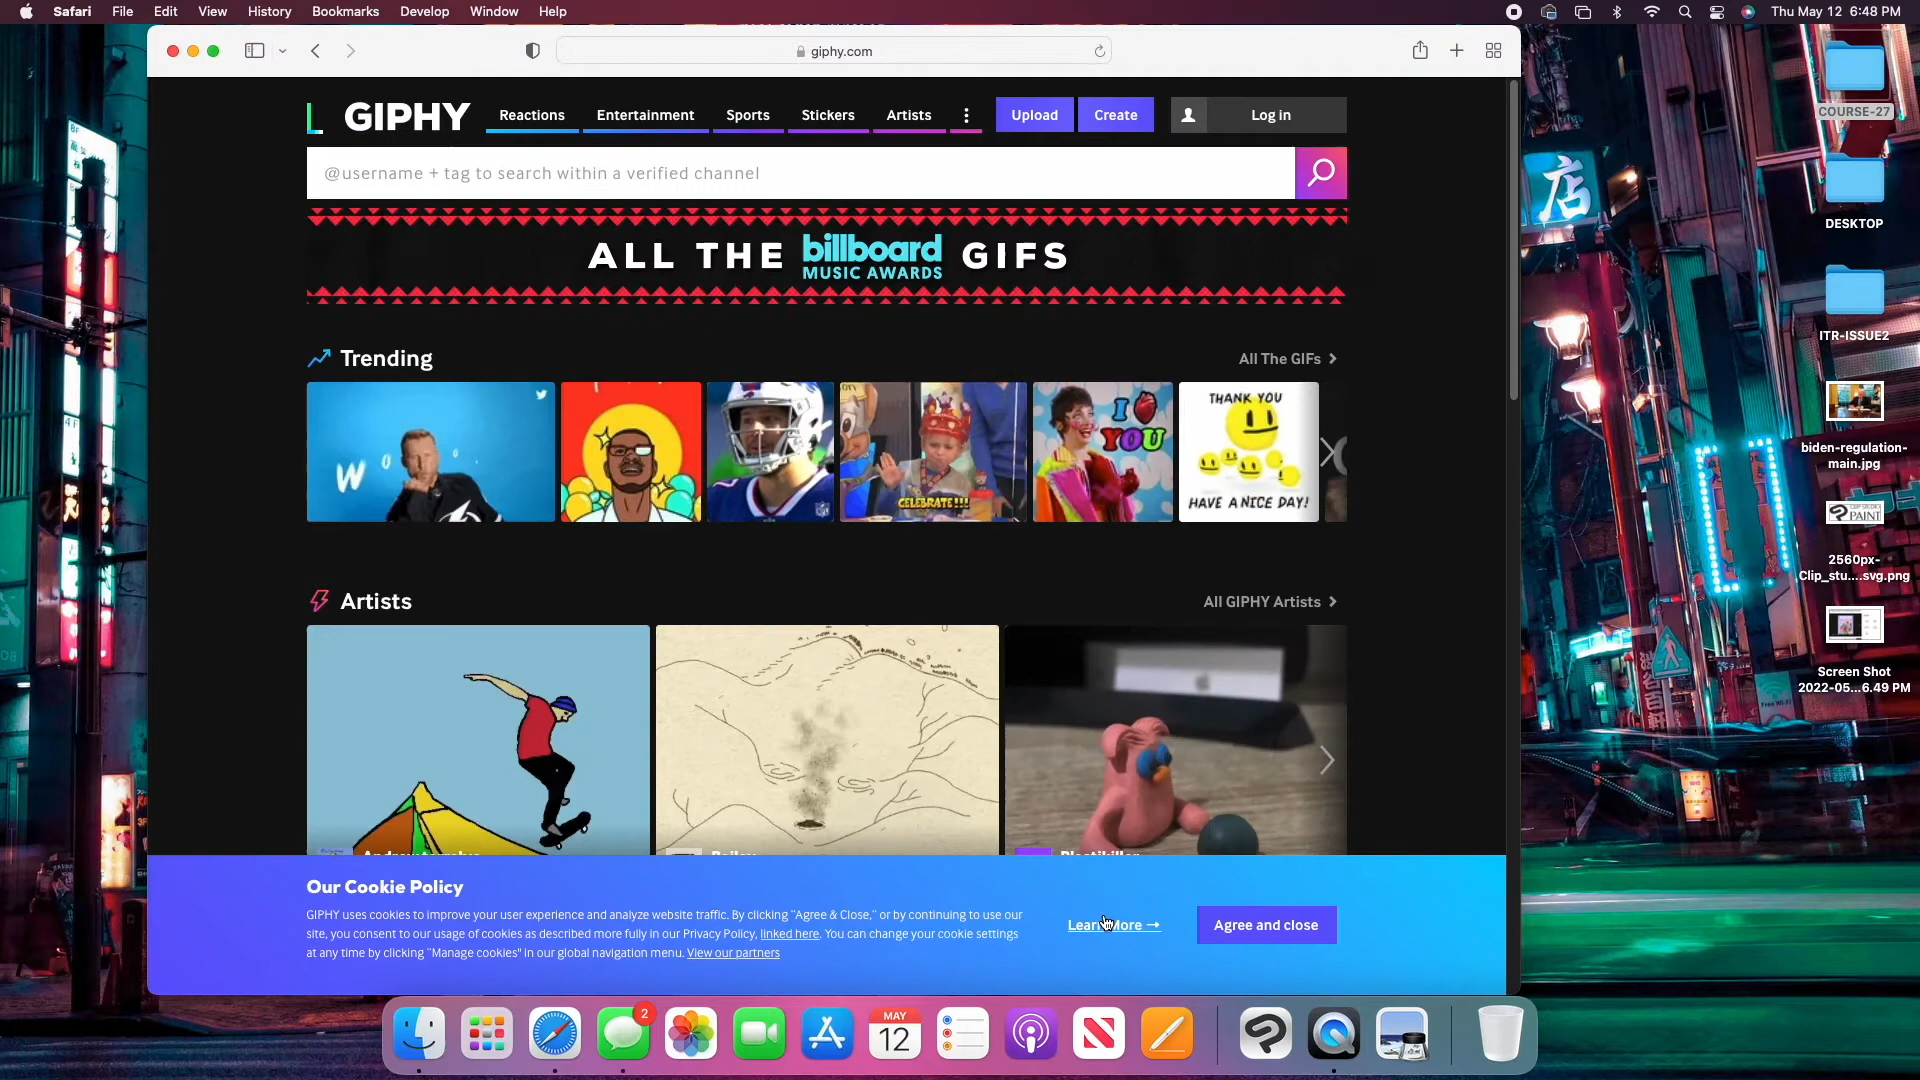 Safari File Edit View History Bookmarks Develop Window Help
Thu May 12 6:48 PM
giphy.com
GIPHY Reactions Entertainment Sports Stickers Artists Upload Create Log in
@username + tag to search within a verified channel
ALL THE billboard MUSIC AWARDS GIFS
Trending
All The GIFs
WO
CELEBRATE!!!
I
YOU
THANK YOU
HAVE A NICE DAY!
NFL
Artists
All GIPHY Artists
Our Cookie Policy
GIPHY uses cookies to improve your user experience and analyze website traffic. By clicking "Agree & Close," or by continuing to use our
site, you consent to our usage of cookies as described more fully in our Privacy Policy, linked here. You can change your cookie settings
at any time by clicking "Manage cookies" in our global navigation menu. View our partners
Learn More →
Agree and close
COURSE-27
DESKTOP
ITR-ISSUE2
biden-regulation-
main.jpg
PAINT
2560px-
Clip_stu....svg.png
Screen Shot
2022-05...6.49 PM
店
2
MAY
12